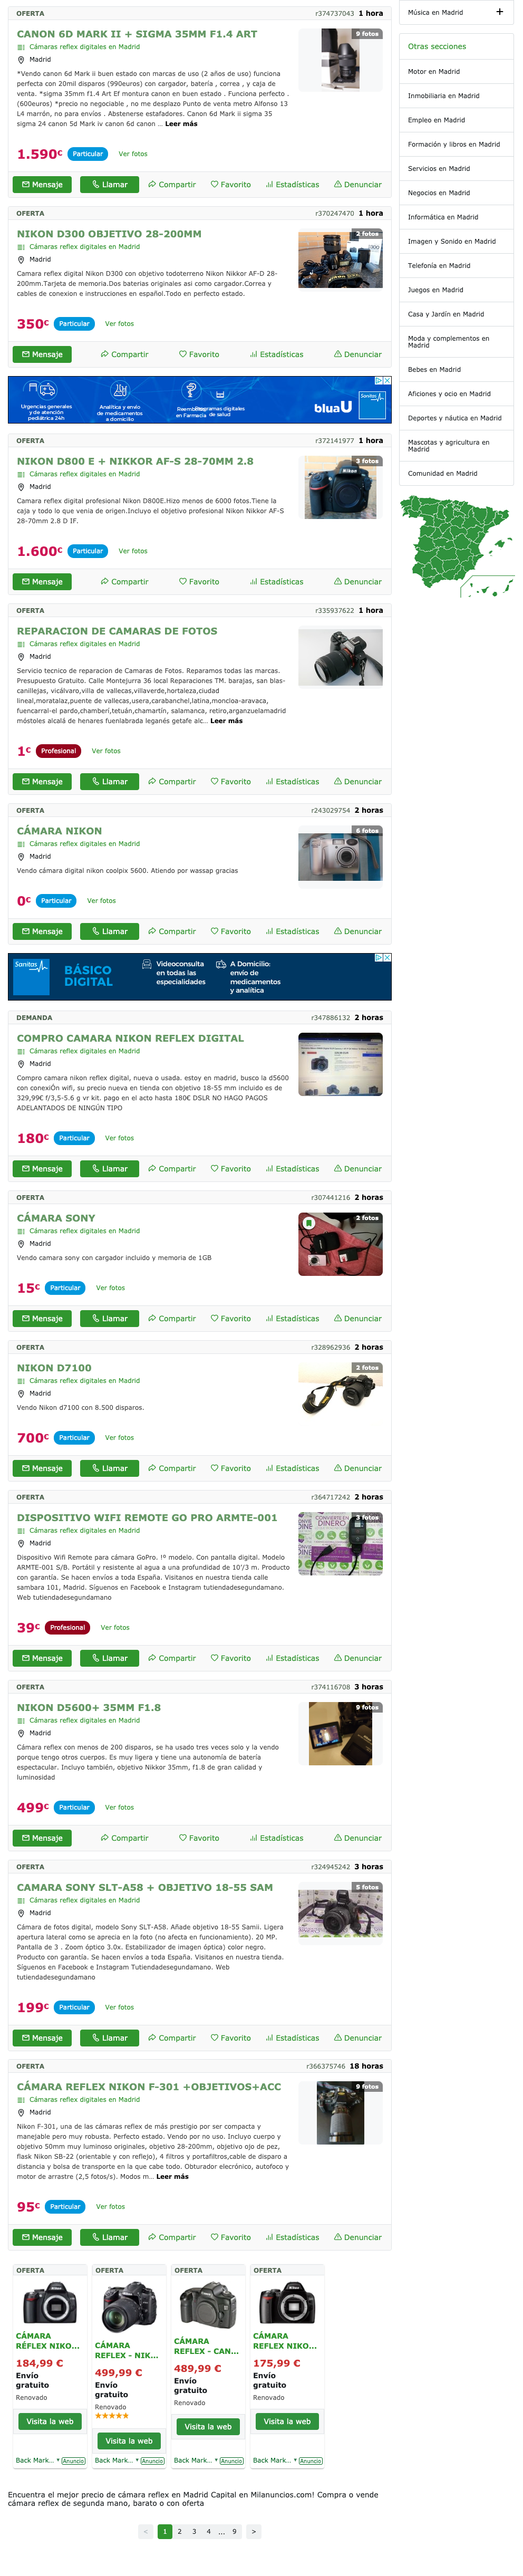 OFERTA r374737043 1 hora
CANON 6D MARK II + SIGMA 35MM F1.4 ART
9 fotos
Cámaras reflex digitales en Madrid
Madrid
*Vendo canon 6d Mark ii buen estado con marcas de uso (2 años de uso) funciona
perfecta con 20mil disparos (990euros) con cargador, batería , correa , y caja de
venta. *sigma 35mm f1.4 Art Ef montura canon en buen estado . Funciona perfecto .
(600euros) *precio no negociable , no me desplazo Punto de venta metro Alfonso 13
L4 marrón, no para envíos . Abstenerse estafadores. Canon 6d Mark ii sigma 35
sigma 24 canon 5d Mark iv canon 6d canon ... Leer más
1.590€ Particular Ver fotos
Mensaje Llamar Compartir Favorito Estadísticas Denunciar
OFERTA r370247470 1 hora
NIKON D300 OBJETIVO 28-200MM
2 fotos
Cámaras reflex digitales en Madrid
Madrid
Camara reflex digital Nikon D300 con objetivo todoterreno Nikon Nikkor AF-D 28-
200mm.Tarjeta de memoria.Dos baterias originales asi como cargador.Correa y
cables de conexion e instrucciones en español.Todo en perfecto estado.
350€ Particular Ver fotos
Mensaje Compartir Favorito Estadísticas Denunciar
Urgencias generales
y de atención
pediátrica 24h
Analítica y envío
de medicamentos
a domicilio
en Farmacia
Programas digitales
de salud
bluaU
Sanitas
OFERTA r372141977 1 hora
NIKON D800 E + NIKKOR AF-S 28-70MM 2.8
3 fotos
Cámaras reflex digitales en Madrid
Madrid
Camara reflex digital profesional Nikon D800E.Hizo menos de 6000 fotos.Tiene la
caja y todo lo que venia de origen.Incluyo el objetivo profesional Nikon Nikkor AF-S
28-70mm 2.8 D IF.
1.600€ Particular Ver fotos
Mensaje Compartir Favorito Estadísticas Denunciar
OFERTA r335937622 1 hora
REPARACION DE CAMARAS DE FOTOS
Cámaras reflex digitales en Madrid
Madrid
Servicio tecnico de reparacion de Camaras de Fotos. Reparamos todas las marcas.
Presupuesto Gratuito. Calle Montejurra 36 local Reparaciones TM. barajas, san blas-
canillejas, vicálvaro,villa de vallecas,villaverde,hortaleza,ciudad
lineal,moratalaz,puente de vallecas,usera,carabanchel,latina,moncloa-aravaca,
fuencarral-el pardo,chamberí,tetuán,chamartín, salamanca, retiro,arganzuelamadrid
móstoles alcalá de henares fuenlabrada leganés getafe alc... Leer más
1€ Profesional Ver fotos
Mensaje Llamar Compartir Favorito Estadísticas Denunciar
OFERTA r243029754 2 horas
CÁMARA NIKON
6 fotos
Cámaras reflex digitales en Madrid
Madrid
Vendo cámara digital nikon coolpix 5600. Atiendo por wassap gracias
0€ Particular Ver fotos
Mensaje Llamar Compartir Favorito Estadísticas Denunciar
Sanitas
BÁSICO
DIGITAL
Videoconsulta
en todas las
especialidades
A Domicilio:
envío de
medicamentos
y analítica
DEMANDA r347886132 2 horas
COMPRO CAMARA NIKON REFLEX DIGITAL
Cámaras reflex digitales en Madrid
Madrid
Compro camara nikon reflex digital, nueva o usada. estoy en madrid, busco la d5600
con conexiÓn wifi, su precio nueva en tienda con objetivo 18-55 mm incluido es de
329,99€ f/3,5-5.6 g vr kit. pago en el acto hasta 180€ DSLR NO HAGO PAGOS
ADELANTADOS DE NINGÚN TIPO
180€ Particular Ver fotos
Mensaje Llamar Compartir Favorito Estadísticas Denunciar
OFERTA r307441216 2 horas
CÁMARA SONY
2 fotos
Cámaras reflex digitales en Madrid
Madrid
Vendo camara sony con cargador incluido y memoria de 1GB
15€ Particular Ver fotos
Mensaje Llamar Compartir Favorito Estadísticas Denunciar
OFERTA r328962936 2 horas
NIKON D7100
2 fotos
Cámaras reflex digitales en Madrid
Madrid
Vendo Nikon d7100 con 8.500 disparos.
700€ Particular Ver fotos
Mensaje Llamar Compartir Favorito Estadísticas Denunciar
OFERTA r364717242 2 horas
DISPOSITIVO WIFI REMOTE GO PRO ARMTE-001
3 fotos
Cámaras reflex digitales en Madrid
Madrid
Dispositivo Wifi Remote para cámara GoPro. !º modelo. Con pantalla digital. Modelo
ARMTE-001 S/B. Portátil y resistente al agua a una profundidad de 10'/3 m. Producto
con garantía. Se hacen envíos a toda España. Visitanos en nuestra tienda calle
sambara 101, Madrid. Síguenos en Facebook e Instagram tutiendadesegundamano.
Web tutiendadesegundamano
39€ Profesional Ver fotos
Mensaje Llamar Compartir Favorito Estadísticas Denunciar
OFERTA r374116708 3 horas
NIKON D5600+ 35MM F1.8
9 fotos
Cámaras reflex digitales en Madrid
Madrid
Cámara reflex con menos de 200 disparos, se ha usado tres veces solo y la vendo
porque tengo otros cuerpos. Es muy ligera y tiene una autonomía de batería
espectacular. Incluyo también, objetivo Nikkor 35mm, f1.8 de gran calidad y
luminosidad
499€ Particular Ver fotos
Mensaje Compartir Favorito Estadísticas Denunciar
OFERTA r324945242 3 horas
CAMARA SONY SLT-A58 + OBJETIVO 18-55 SAM
5 fotos
Cámaras reflex digitales en Madrid
Madrid
Cámara de fotos digital, modelo Sony SLT-A58. Añade objetivo 18-55 Samii. Ligera
apertura lateral como se aprecia en la foto (no afecta en funcionamiento). 20 MP.
Pantalla de 3 . Zoom óptico 3.0x. Estabilizador de imagen óptica) color negro.
Producto con garantía. Se hacen envíos a toda España. Visitanos en nuestra tienda.
Síguenos en Facebook e Instagram Tutiendadesegundamano. Web
tutiendadesegundamano
199€ Particular Ver fotos
Mensaje Llamar Compartir Favorito Estadísticas Denunciar
OFERTA r366375746 18 horas
CÁMARA REFLEX NIKON F-301 +OBJETIVOS+ACC
9 fotos
Cámaras reflex digitales en Madrid
Madrid
Nikon F-301, una de las cámaras reflex de más prestigio por ser compacta y
manejable pero muy robusta. Perfecto estado. Vendo por no uso. Incluyo cuerpo y
objetivo 50mm muy luminoso originales, objetivo 28-200mm, objetivo ojo de pez,
flask Nikon SB-22 (orientable y con reflejo), 4 filtros y portafiltros,cable de disparo a
distancia y bolsa de transporte en la que cabe todo. Obturador electrónico, autofoco y
motor de arrastre (2,5 fotos/s). Modos m... Leer más
95€ Particular Ver fotos
Mensaje Llamar Compartir Favorito Estadísticas Denunciar
OFERTA
CÁMARA
RÉFLEX NIKO...
184,99 €
Envío
gratuito
Renovado
Visita la web
Back Mark... Anuncio
OFERTA
CÁMARA
REFLEX - NIK...
499,99 €
Envío
gratuito
Renovado
Visita la web
Back Mark... Anuncio
OFERTA
CÁMARA
REFLEX - CAN...
489,99 €
Envío
gratuito
Renovado
Visita la web
Back Mark... Anuncio
OFERTA
CÁMARA
REFLEX NIKO...
175,99 €
Envío
gratuito
Renovado
Visita la web
Back Mark... Anuncio
Encuentra el mejor precio de cámara reflex en Madrid Capital en Milanuncios.com! Compra o vende
cámara reflex de segunda mano, barato o con oferta
< 1 2 3 4 ... 9 >
Música en Madrid +
Otras secciones
Motor en Madrid
Inmobiliaria en Madrid
Empleo en Madrid
Formación y libros en Madrid
Servicios en Madrid
Negocios en Madrid
Informática en Madrid
Imagen y Sonido en Madrid
Telefonía en Madrid
Juegos en Madrid
Casa y Jardín en Madrid
Moda y complementos en
Madrid
Bebes en Madrid
Aficiones y ocio en Madrid
Deportes y náutica en Madrid
Mascotas y agricultura en
Madrid
Comunidad en Madrid